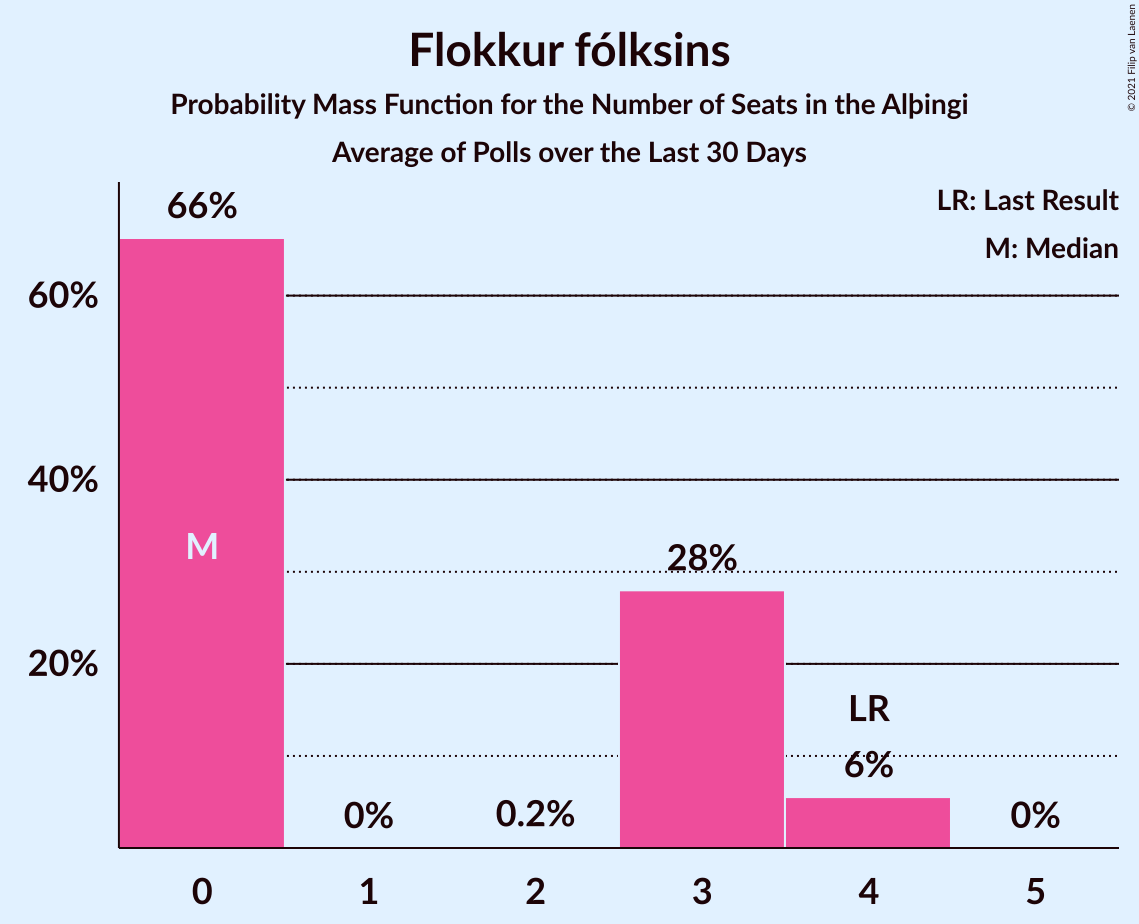 Flokkur fólksins
Probability Mass Function for the Number of Seats in the Alþingi
Average of Polls over the Last 30 Days
© 2021 Filip van Laenen
LR: Last Result
M: Median
66%
60%
40%
20%
M
0%
0.2%
28%
LR
6%
0%
0 1 2 3 4 5